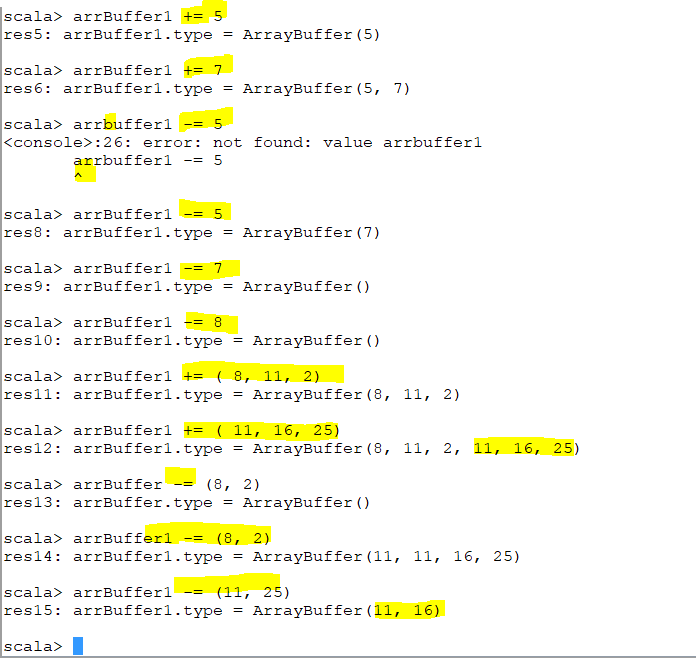 scala> arrBuffer1 += 5
res5: arrBuffer1.type = ArrayBuffer(5)
scala> arrBuffer1 += 7
res6: arrBuffer1.type = ArrayBuffer(5, 7)
scala> arrbuffer1 -= 5
<console>:26: error: not found: value arrbuffer1
arrbuffer1 -= 5
^
scala> arrBuffer1 -= 5
res8: arrBuffer1.type = ArrayBuffer(7)
scala> arrBuffer1 -= 7
res9: arrBuffer1.type = ArrayBuffer()
scala> arrBuffer1 -= 8
res10: arrBuffer1.type = ArrayBuffer()
scala> arrBuffer1 += ( 8, 11, 2)
res11: arrBuffer1.type = ArrayBuffer(8, 11, 2)
scala> arrBuffer1 += ( 11, 16, 25)
res12: arrBuffer1.type = ArrayBuffer(8, 11, 2, 11, 16, 25)
scala> arrBuffer -= (8, 2)
res13: arrBuffer.type = ArrayBuffer()
scala> arrBuffer1 -= (8, 2)
res14: arrBuffer1.type = ArrayBuffer(11, 11, 16, 25)
scala> arrBuffer1 -= (11, 25)
res15: arrBuffer1.type = ArrayBuffer(11, 16)
scala>